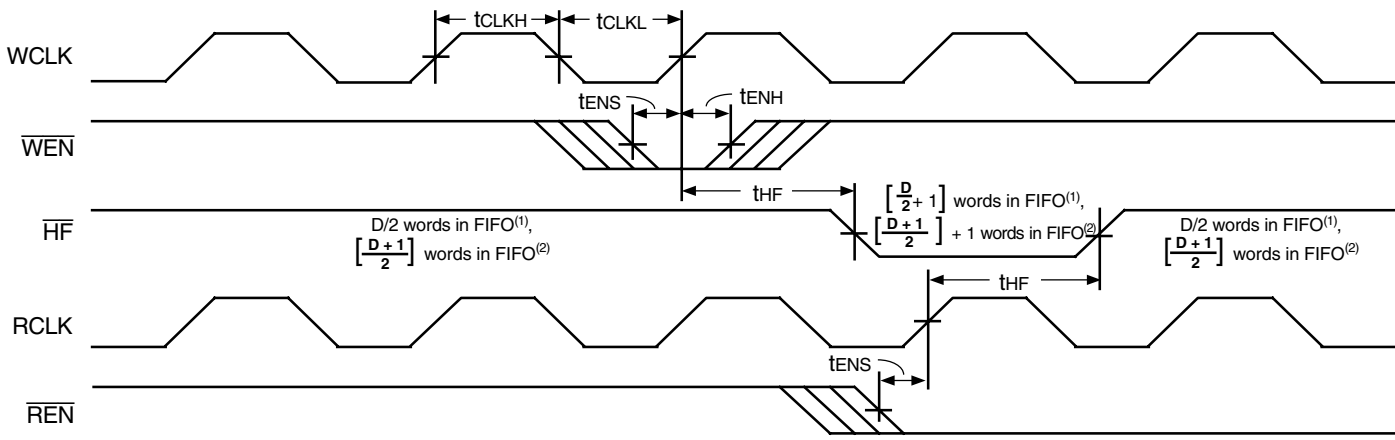 tCLKH
tCLKL
WCLK
tENS
tENH
WEN
tHF
[D/2 + 1] words in FIFO(1),
[D + 1/2] + 1 words in FIFO(2)
HF
D/2 words in FIFO(1),
[D + 1/2] words in FIFO(2)
D/2 words in FIFO(1),
[D + 1/2] words in FIFO(2)
tHF
RCLK
tENS
REN